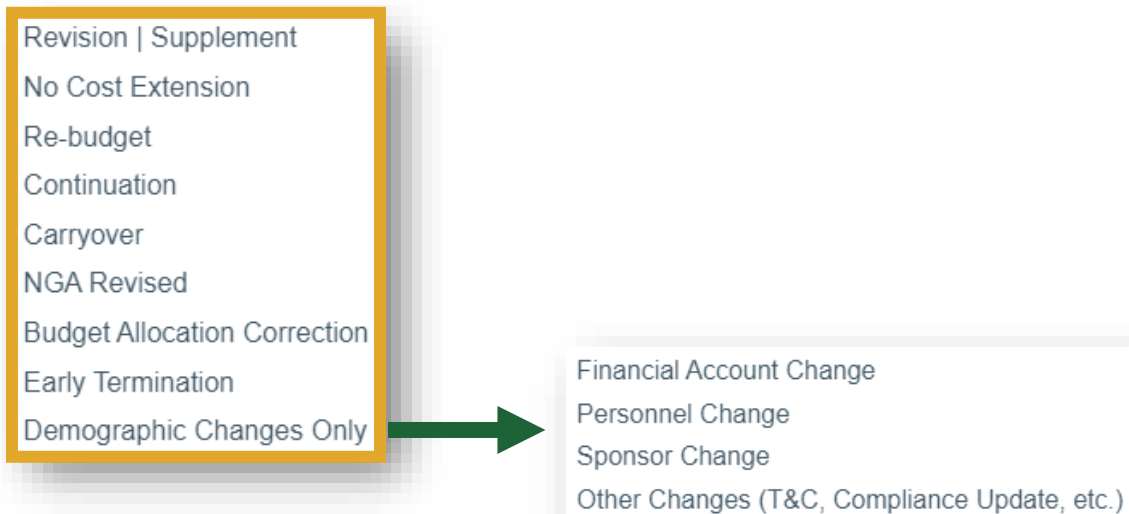 Revision | Supplement
No Cost Extension
Re-budget
Continuation
Carryover
NGA Revised
Budget Allocation Correction
Early Termination
Demographic Changes Only
Financial Account Change
Personnel Change
Sponsor Change
Other Changes (T&C, Compliance Update, etc.)